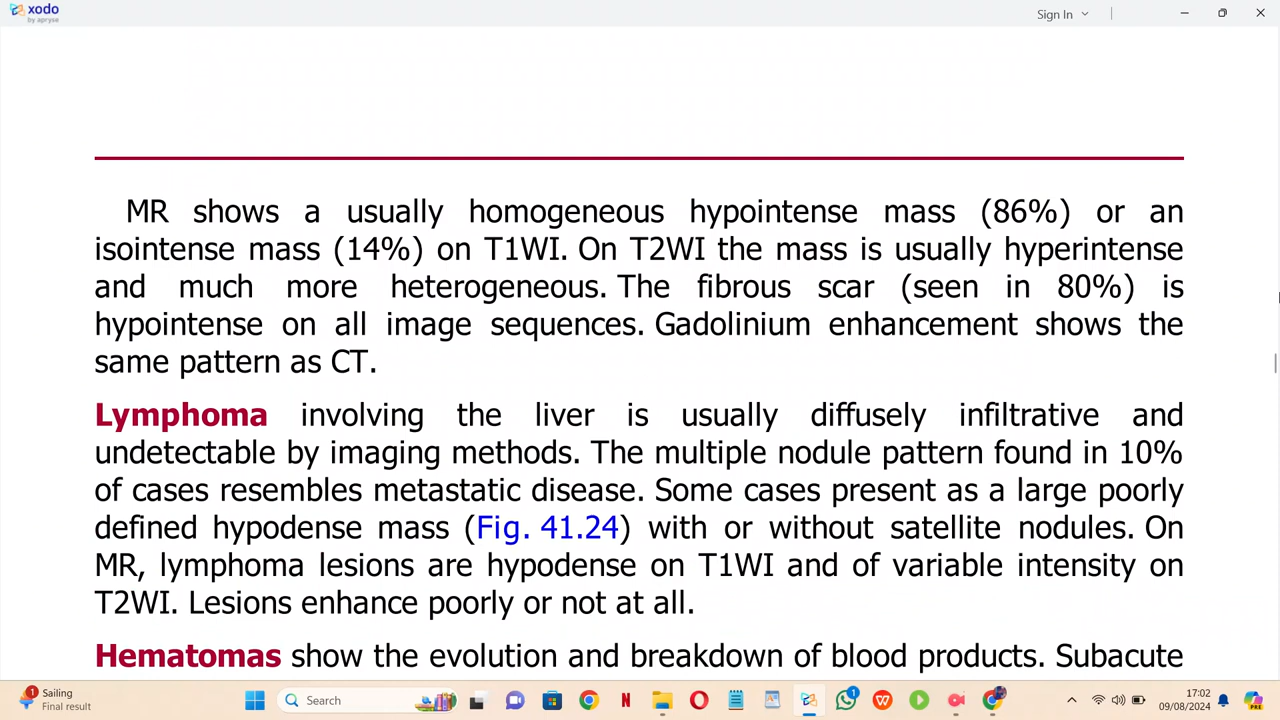 xodo
by apryse
Sign In
MR shows a usually homogeneous hypointense mass (86%) or an
isointense mass (14%) on T1WI. On T2WI the mass is usually hyperintense
and much more heterogeneous. The fibrous scar (seen in 80%) is
hypointense on all image sequences. Gadolinium enhancement shows the
same pattern as CT.
Lymphoma involving the liver is usually diffusely infiltrative and
undetectable by imaging methods. The multiple nodule pattern found in 10%
of cases resembles metastatic disease. Some cases present as a large poorly
defined hypodense mass (Fig. 41.24) with or without satellite nodules. On
MR, lymphoma lesions are hypodense on T1WI and of variable intensity on
T2WI. Lesions enhance poorly or not at all.
Hematomas show the evolution and breakdown of blood products. Subacute
1
Sailing
Final result
Search
N
1
W
17:02
09/08/2024
PRE